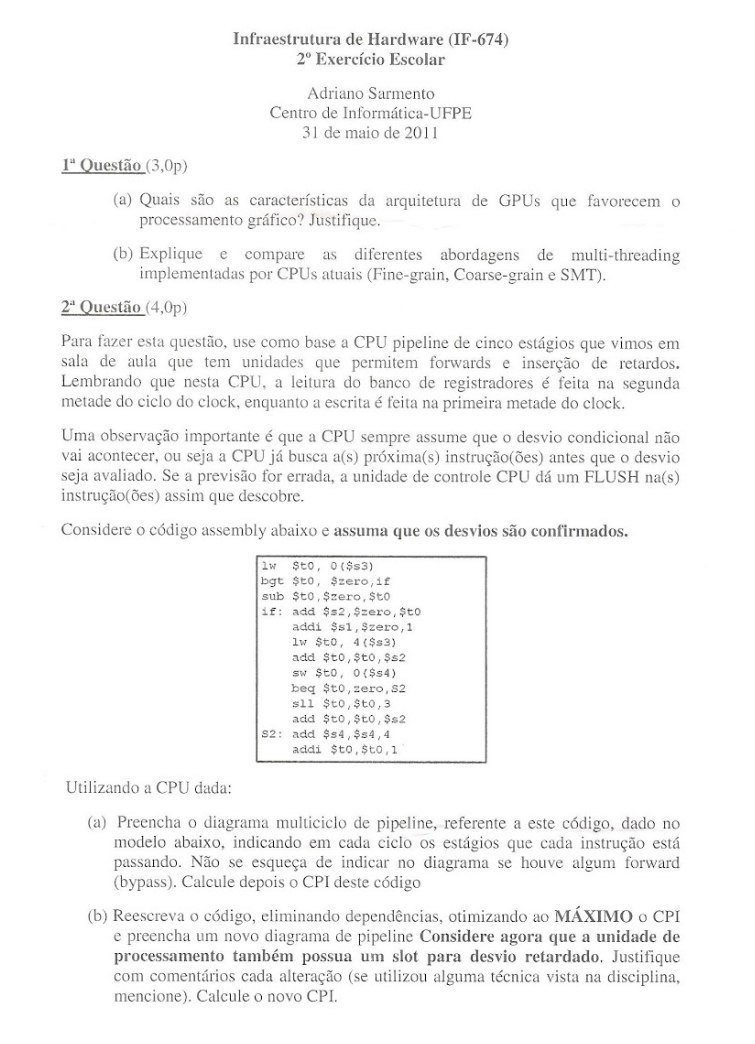 Infraestrutura de Hardware (IF-674)
2º Exercício Escolar
Adriano Sarmento
Centro de Informática-UFPE
31 de maio de 2011
1ª Questão (3,0p)
(a) Quais são as características da arquitetura de GPUs que favorecem o
processamento gráfico? Justifique.
(b) Explique e compare as diferentes abordagens de multi-threading
implementadas por CPUs atuais (Fine-grain, Coarse-grain e SMT).
2ª Questão (4,0p)
Para fazer esta questão, use como base a CPU pipeline de cinco estágios que vimos em
sala de aula que tem unidades que permitem forwards e inserção de retardos.
Lembrando que nesta CPU, a leitura do banco de registradores é feita na segunda
metade do ciclo do clock, enquanto a escrita é feita na primeira metade do clock.
Uma observação importante é que a CPU sempre assume que o desvio condicional não
vai acontecer, ou seja a CPU já busca a(s) próxima(s) instrução(ões) antes que o desvio
seja avaliado. Se a previsão for errada, a unidade de controle CPU dá um FLUSH na(s)
instrução(ões) assim que descobre.
Considere o código assembly abaixo e assuma que os desvios são confirmados.
lw $t0, 0($s3)
bgt $t0, $zero,if
sub $t0,$zero,$t0
if: add $s2,$zero,$t0
addi $s1,$zero,1
lw $t0, 4($s3)
add $t0,$t0,$s2
sw $t0, 0($s4)
beq $t0,zero,S2
sll $t0,$t0,3
add $t0,$t0,$s2
S2: add $s4,$s4,4
addi $t0,$t0,1
Utilizando a CPU dada:
(a) Preencha o diagrama multiciclo de pipeline, referente a este código, dado no
modelo abaixo, indicando em cada ciclo os estágios que cada instrução está
passando. Não se esqueça de indicar no diagrama se houve algum forward
(bypass). Calcule depois o CPI deste código
(b) Reescreva o código, eliminando dependências, otimizando ao MÁXIMO o CPI
e preencha um novo diagrama de pipeline Considere agora que a unidade de
processamento também possua um slot para desvio retardado. Justifique
com comentários cada alteração (se utilizou alguma técnica vista na disciplina,
mencione). Calcule o novo CPI.